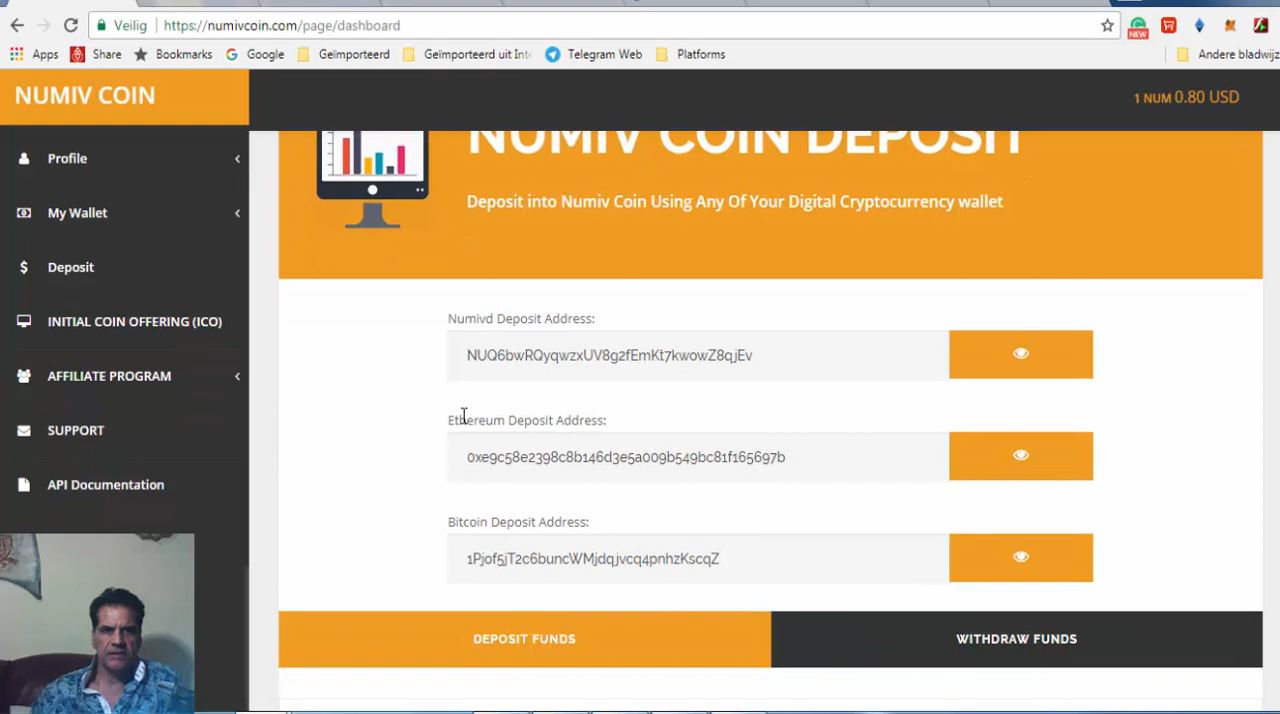 Veilig
https://numivcoin.com/page/dashboard
NEW
Apps
Share
Bookmarks
Google
Geïmporteerd
Geïmporteerd uit Inte
Telegram Web
Platforms
Andere bladwijz
NUMIV COIN
1 NUM 0.80 USD
Profile
My Wallet
Deposit
INITIAL COIN OFFERING (ICO)
AFFILIATE PROGRAM
SUPPORT
API Documentation
NUMIV COIN DEPOSIT
Deposit into Numiv Coin Using Any Of Your Digital Cryptocurrency wallet
Numivd Deposit Address:
NUQ6bwRQyqwzxUV8g2fEmKt7kwowZ8qjEv
Ethereum Deposit Address:
0xe9c58e2398c8b146d3e5a009b549bc81f165697b
Bitcoin Deposit Address:
1Pjof5jT2c6buncWMjdqjvcq4pnhzKscqZ
DEPOSIT FUNDS
WITHDRAW FUNDS